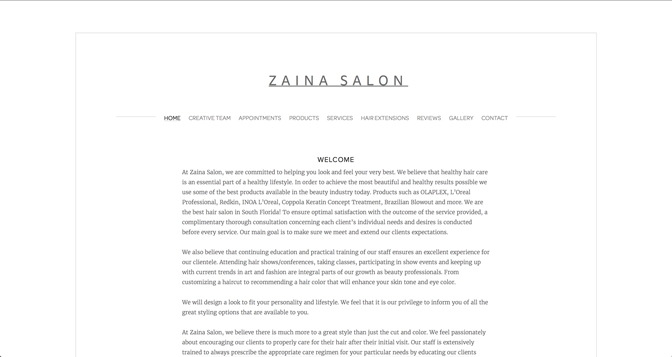 ZAINA SALON
HOME CREATIVE TEAM APPOINTMENTS PRODUCTS SERVICES HAIR EXTENSIONS REVIEWS GALLERY CONTACT
WELCOME
At Zaina Salon, we are committed to helping you look and feel your very best. We believe that healthy hair care
is an essential part of a healthy lifestyle. In order to achieve the most beautiful and healthy results possible we
use some of the best products available in the beauty industry today. Products such as OLAPLEX, L'Oreal
Professional, Redkin, INOA L'Oreal, Coppola Keratin Concept Treatment, Brazilian Blowout and more. We are
the best hair salon in South Florida! To ensure optimal satisfaction with the outcome of the service provided, a
complimentary thorough consultation concerning each client's individual needs and desires is conducted
before every service. Our main goal is to make sure we meet and extend our clients expectations.
We also believe that continuing education and practical training of our staff ensures an excellent experience for
our clientele. Attending hair shows/conferences, taking classes, participating in show events and keeping up
with current trends in art and fashion are integral parts of our growth as beauty professionals. From
customizing a haircut to recommending a hair color that will enhance your skin tone and eye color.
We will design a look to fit your personality and lifestyle. We feel that it is our privilege to inform you of all the
great styling options that are available to you.
At Zaina Salon, we believe there is much more to a great style than just the cut and color. We feel passionately
about encouraging our clients to properly care for their hair after their initial visit. Our staff is extensively
trained to always prescribe the appropriate care regimen for your particular needs by educating our clients